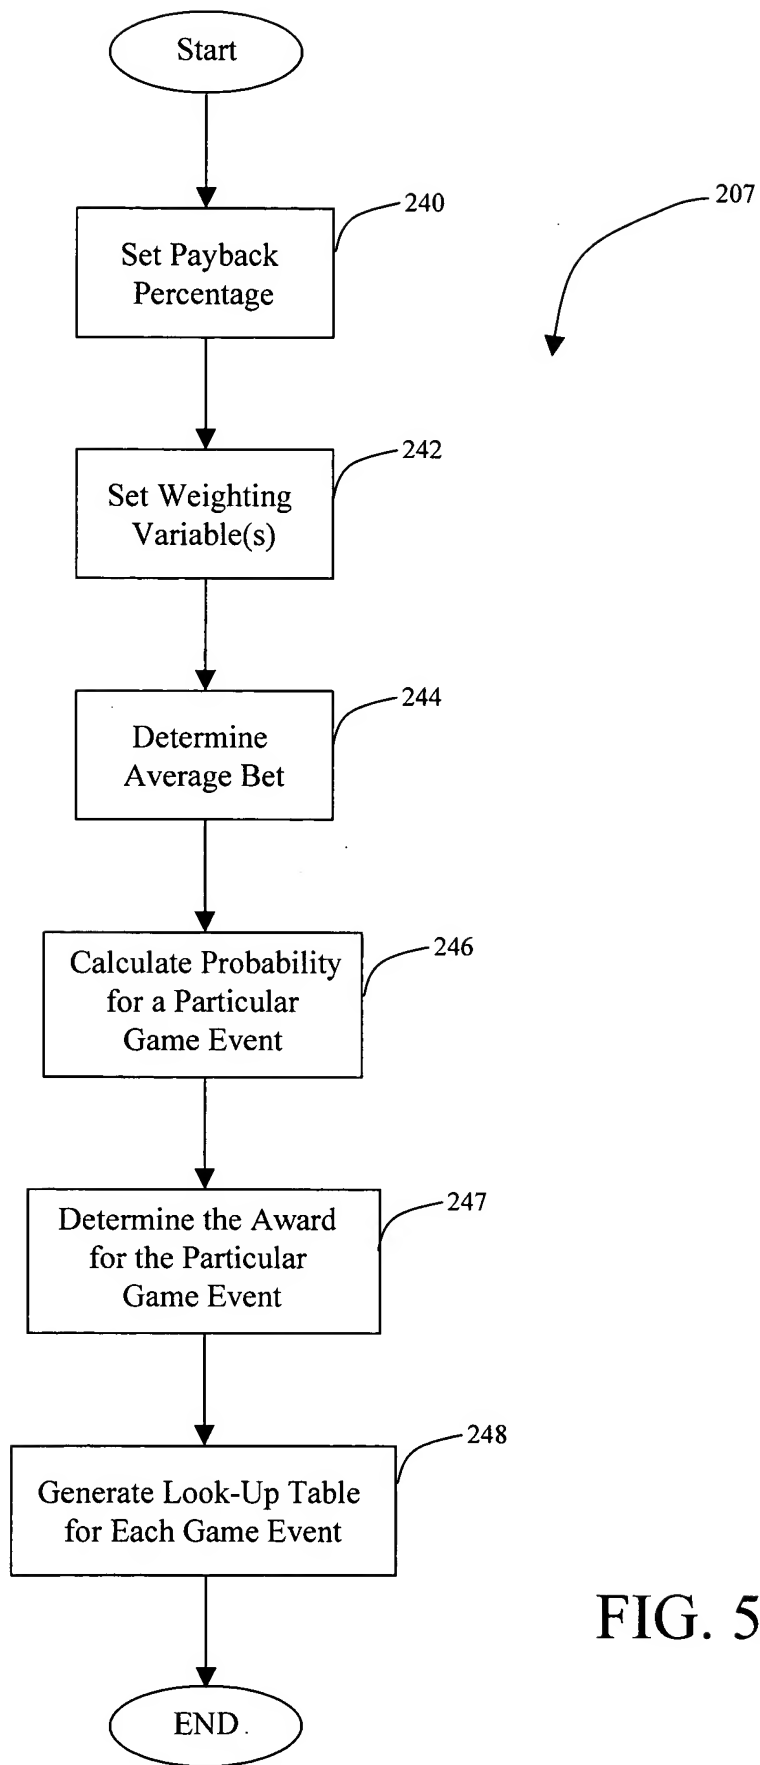 Start
240
207
Set Payback
Percentage
242
Set Weighting
Variable(s)
244
Determine
Average Bet
246
Calculate Probability
for a Particular
Game Event
247
Determine the Award
for the Particular
Game Event
248
Generate Look-Up Table
for Each Game Event
FIG. 5
END